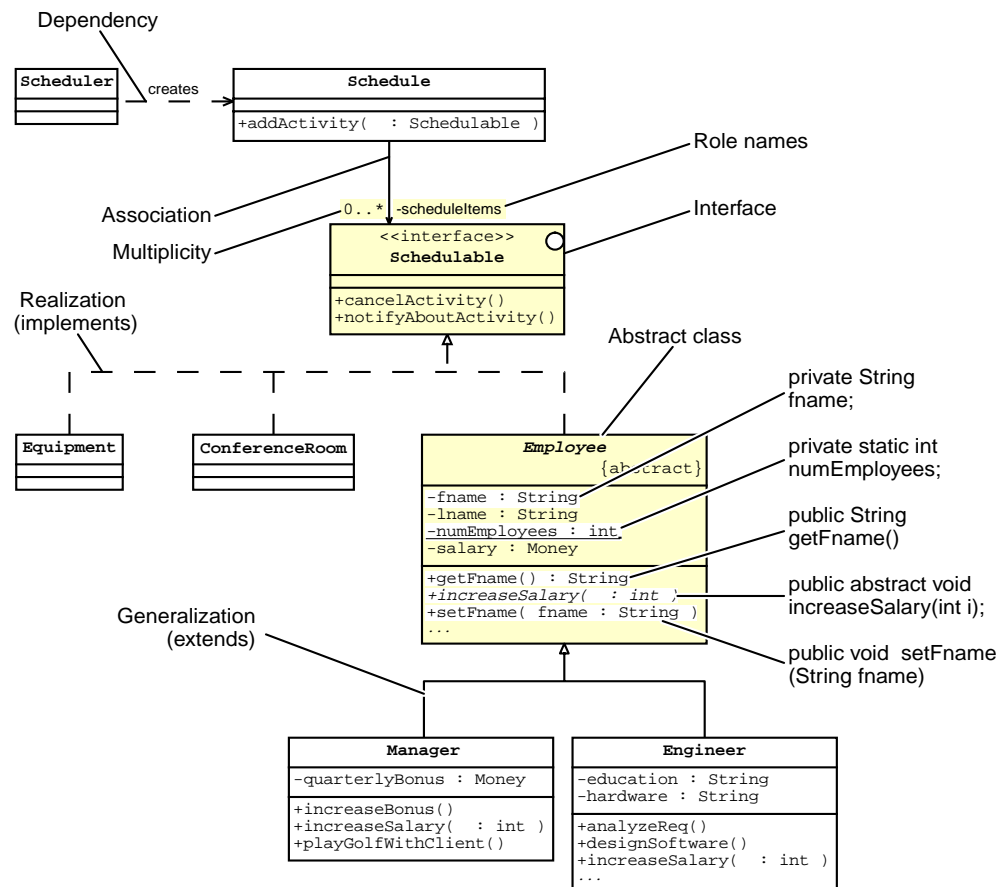 Dependency
Scheduler
creates
Schedule
+addActivity(  : Schedulable )
Role names
Association
0..*
-scheduleItems
Multiplicity
Interface
<<interface>>
Schedulable
+cancelActivity()
+notifyAboutActivity()
Realization
(implements)
Abstract class
Equipment
ConferenceRoom
Employee
{abstract}
-fname : String
-lname : String
-numEmployees : int
-salary : Money
+getFname() : String
+increaseSalary(  : int )
+setFname( fname : String )
...
private String
fname;
private static int
numEmployees;
public String
getFname()
public abstract void
increaseSalary(int i);
public void  setFname
(String fname)
Generalization
(extends)
Manager
-quarterlyBonus : Money
+increaseBonus()
+increaseSalary(  : int )
+playGolfWithClient()
Engineer
-education : String
-hardware : String
+analyzeReq()
+designSoftware()
+increaseSalary(  : int )
...